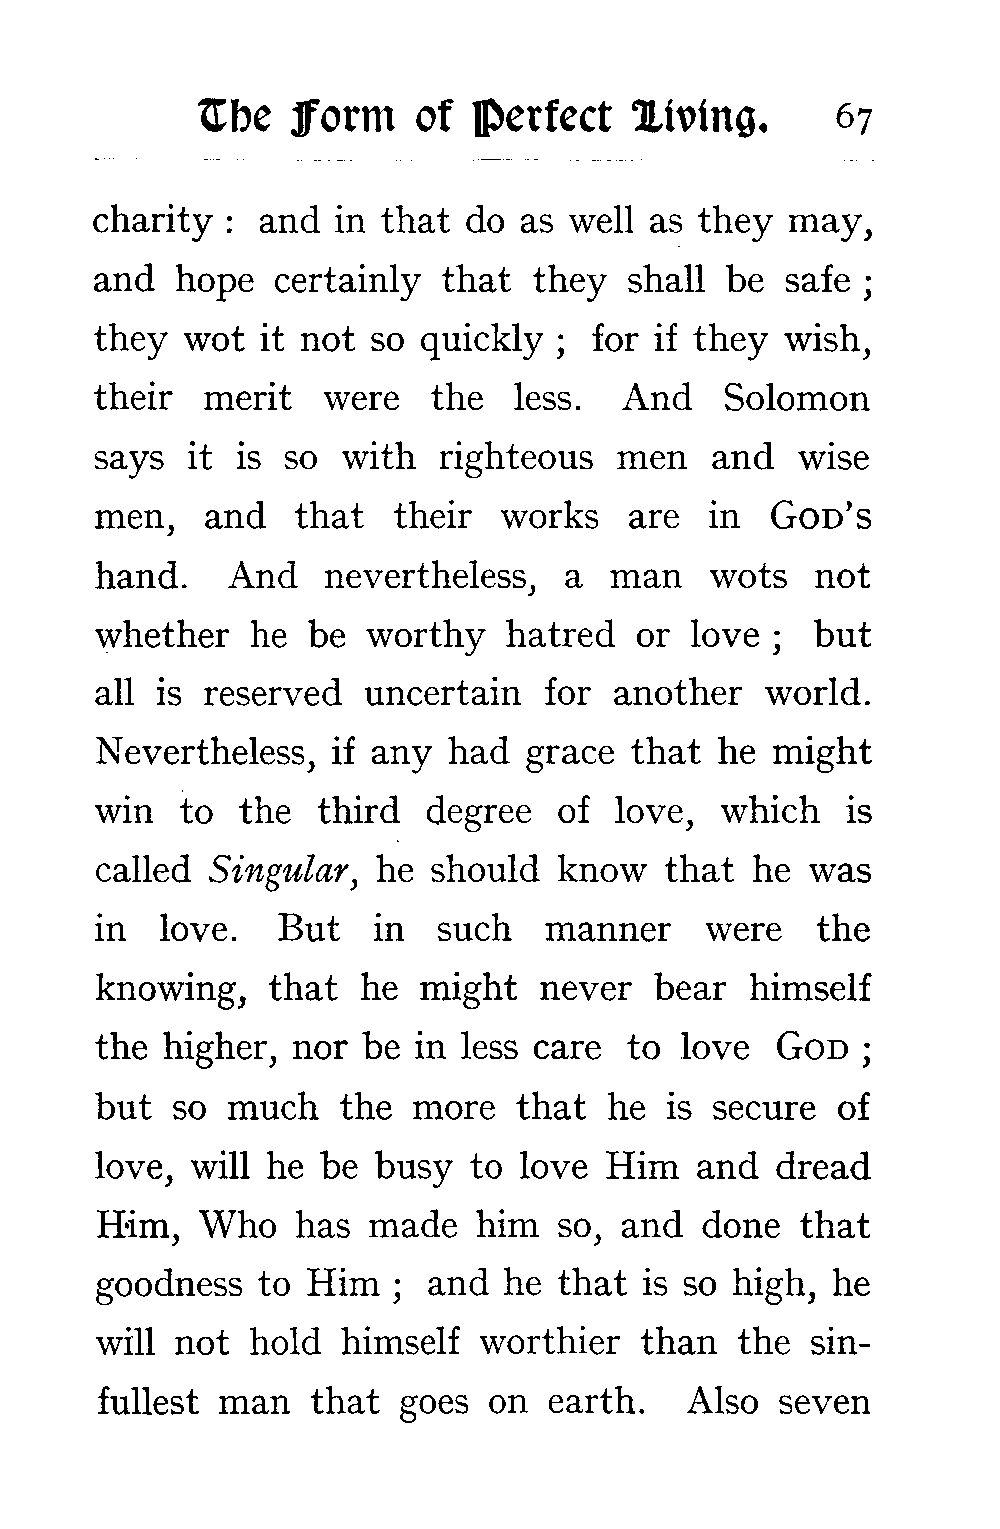 The Form of Perfect Living. 67
charity : and in that do as well as they may,
and hope certainly that they shall be safe ;
they wot it not so quickly ; for if they wish,
their merit were the less. And Solomon
says it is so with righteous men and wise
men, and that their works are in GOD'S
hand. And nevertheless, a man wots not
whether he be worthy hatred or love ; but
all is reserved uncertain for another world.
Nevertheless, if any had grace that he might
win to the third degree of love, which is
called Singular, he should know that he was
in love. But in such manner were the
knowing, that he might never bear himself
the higher, nor be in less care to love GOD ;
but so much the more that he is secure of
love, will he be busy to love Him and dread
Him, Who has made him so, and done that
goodness to Him ; and he that is so high, he
will not hold himself worthier than the sin-
fullest man that goes on earth. Also seven